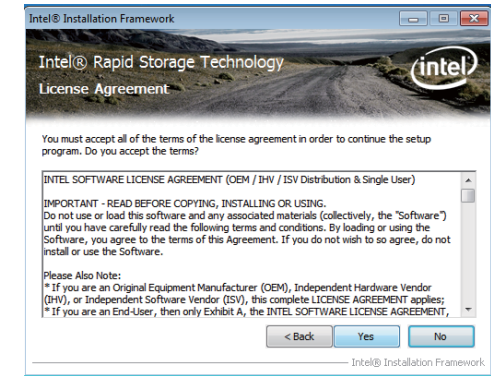 Intel® Installation Framework
Intel® Rapid Storage Technology
License Agreement
intel
You must accept all of the terms of the license agreement in order to continue the setup
program. Do you accept the terms?
INTEL SOFTWARE LICENSE AGREEMENT (OEM / IHV / ISV Distribution & Single User)
IMPORTANT - READ BEFORE COPYING, INSTALLING OR USING.
Do not use or load this software and any associated materials (collectively, the "Software")
until you have carefully read the following terms and conditions. By loading or using the
Software, you agree to the terms of this Agreement. If you do not wish to so agree, do not
install or use the Software.
Please Also Note:
* If you are an Original Equipment Manufacturer (OEM), Independent Hardware Vendor
(IHV), or Independent Software Vendor (ISV), this complete LICENSE AGREEMENT applies;
* If you are an End-User, then only Exhibit A, the INTEL SOFTWARE LICENSE AGREEMENT,
< Back Yes No
Intel® Installation Framework